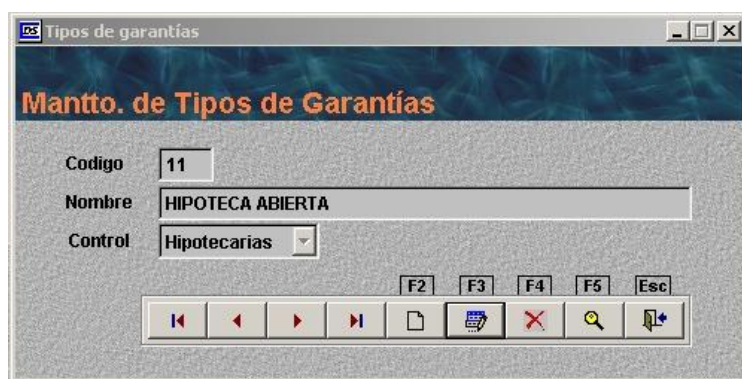 DS Tipos de garantías
Mantto. de Tipos de Garantías
Codigo 11
Nombre HIPOTECA ABIERTA
Control Hipotecarias
F2 F3 F4 F5 Esc